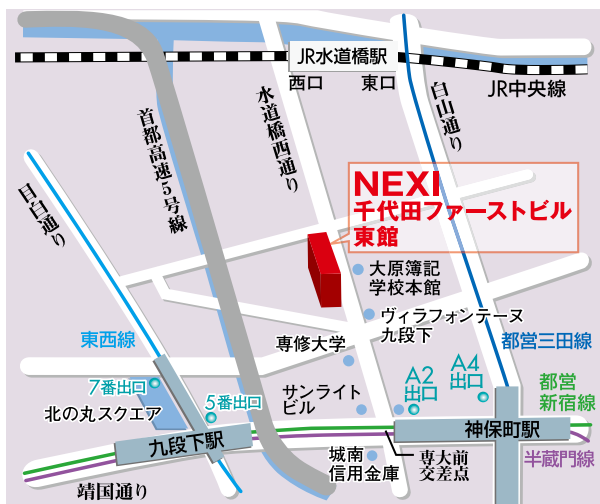 JR水道橋駅
西口
東口
JR中央線
水道橋西通り
白山通り
首都高速5号線
目白通り
NEXI
千代田ファーストビル
東館
大原簿記
学校本館
ヴィラフォンテーヌ
九段下
専修大学
東西線
都営三田線
7番出口
5番出口
北の丸スクエア
サンライト
ビル
A2
出口
A4
出口
都営
新宿線
九段下駅
神保町駅
半蔵門線
専大前
交差点
城南
信用金庫
靖国通り